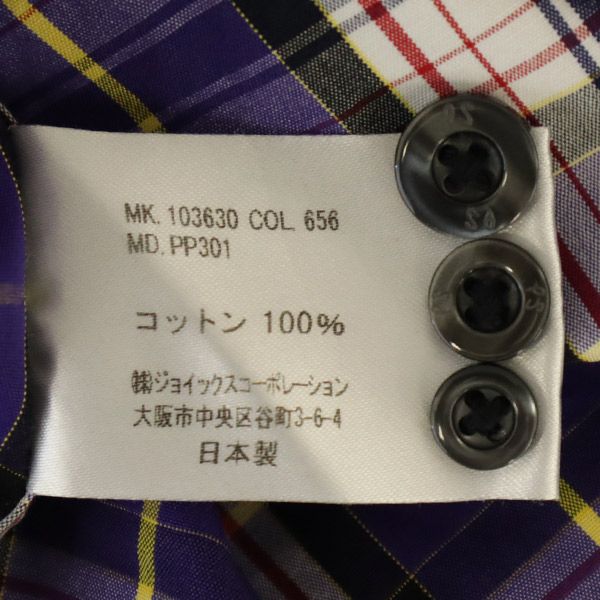 MK. 103630 COL. 656
MD. PP301
コットン 100%
㈱ジョイックスコーポレーション
大阪市中央区谷町3-6-4
日本製